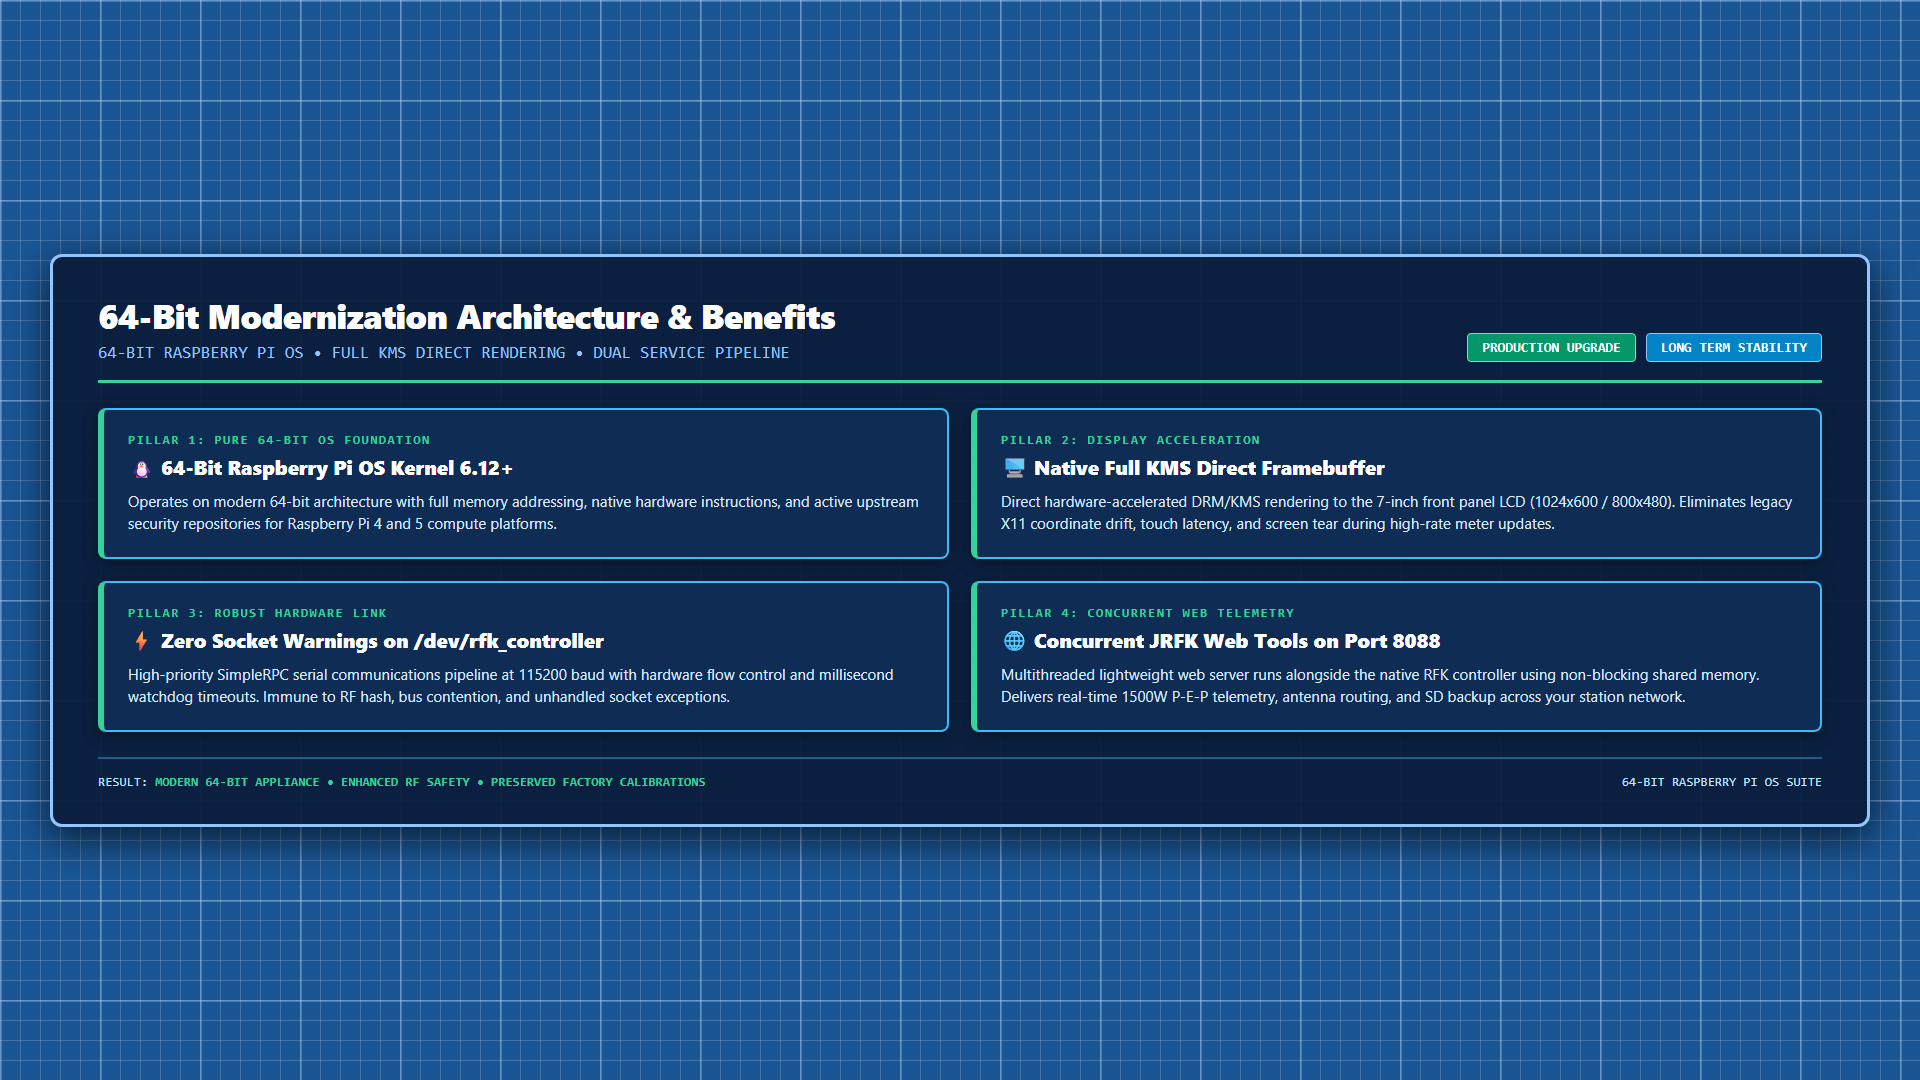 64-Bit Modernization Architecture & Benefits
64-BIT RASPBERRY PI OS • FULL KMS DIRECT RENDERING • DUAL SERVICE PIPELINE
PRODUCTION UPGRADE
LONG TERM STABILITY
PILLAR 1: PURE 64-BIT OS FOUNDATION
64-Bit Raspberry Pi OS Kernel 6.12+
Operates on modern 64-bit architecture with full memory addressing, native hardware instructions, and active upstream
security repositories for Raspberry Pi 4 and 5 compute platforms.
PILLAR 2: DISPLAY ACCELERATION
Native Full KMS Direct Framebuffer
Direct hardware-accelerated DRM/KMS rendering to the 7-inch front panel LCD (1024x600 / 800x480). Eliminates legacy
X11 coordinate drift, touch latency, and screen tear during high-rate meter updates.
PILLAR 3: ROBUST HARDWARE LINK
Zero Socket Warnings on /dev/rfk_controller
High-priority SimpleRPC serial communications pipeline at 115200 baud with hardware flow control and millisecond
watchdog timeouts. Immune to RF hash, bus contention, and unhandled socket exceptions.
PILLAR 4: CONCURRENT WEB TELEMETRY
Concurrent JRFK Web Tools on Port 8088
Multithreaded lightweight web server runs alongside the native RFK controller using non-blocking shared memory.
Delivers real-time 1500W P-E-P telemetry, antenna routing, and SD backup across your station network.
RESULT: MODERN 64-BIT APPLIANCE • ENHANCED RF SAFETY • PRESERVED FACTORY CALIBRATIONS
64-BIT RASPBERRY PI OS SUITE